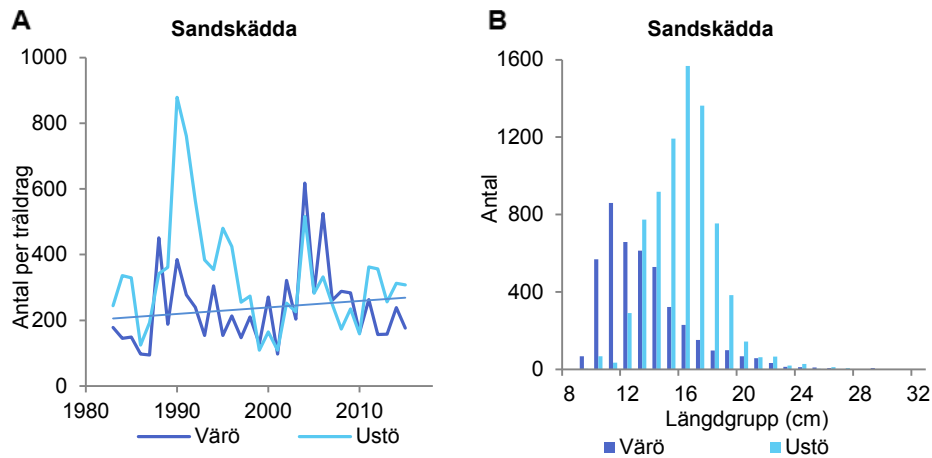 A
Sandskädda
Antal per tråldrag
1000
800
600
400
200
0
1980 1990 2000 2010
Värö Ustö
B
Sandskädda
Antal
1600
1200
800
400
0
8 12 16 20 24 28 32
Längdgrupp (cm)
Värö Ustö